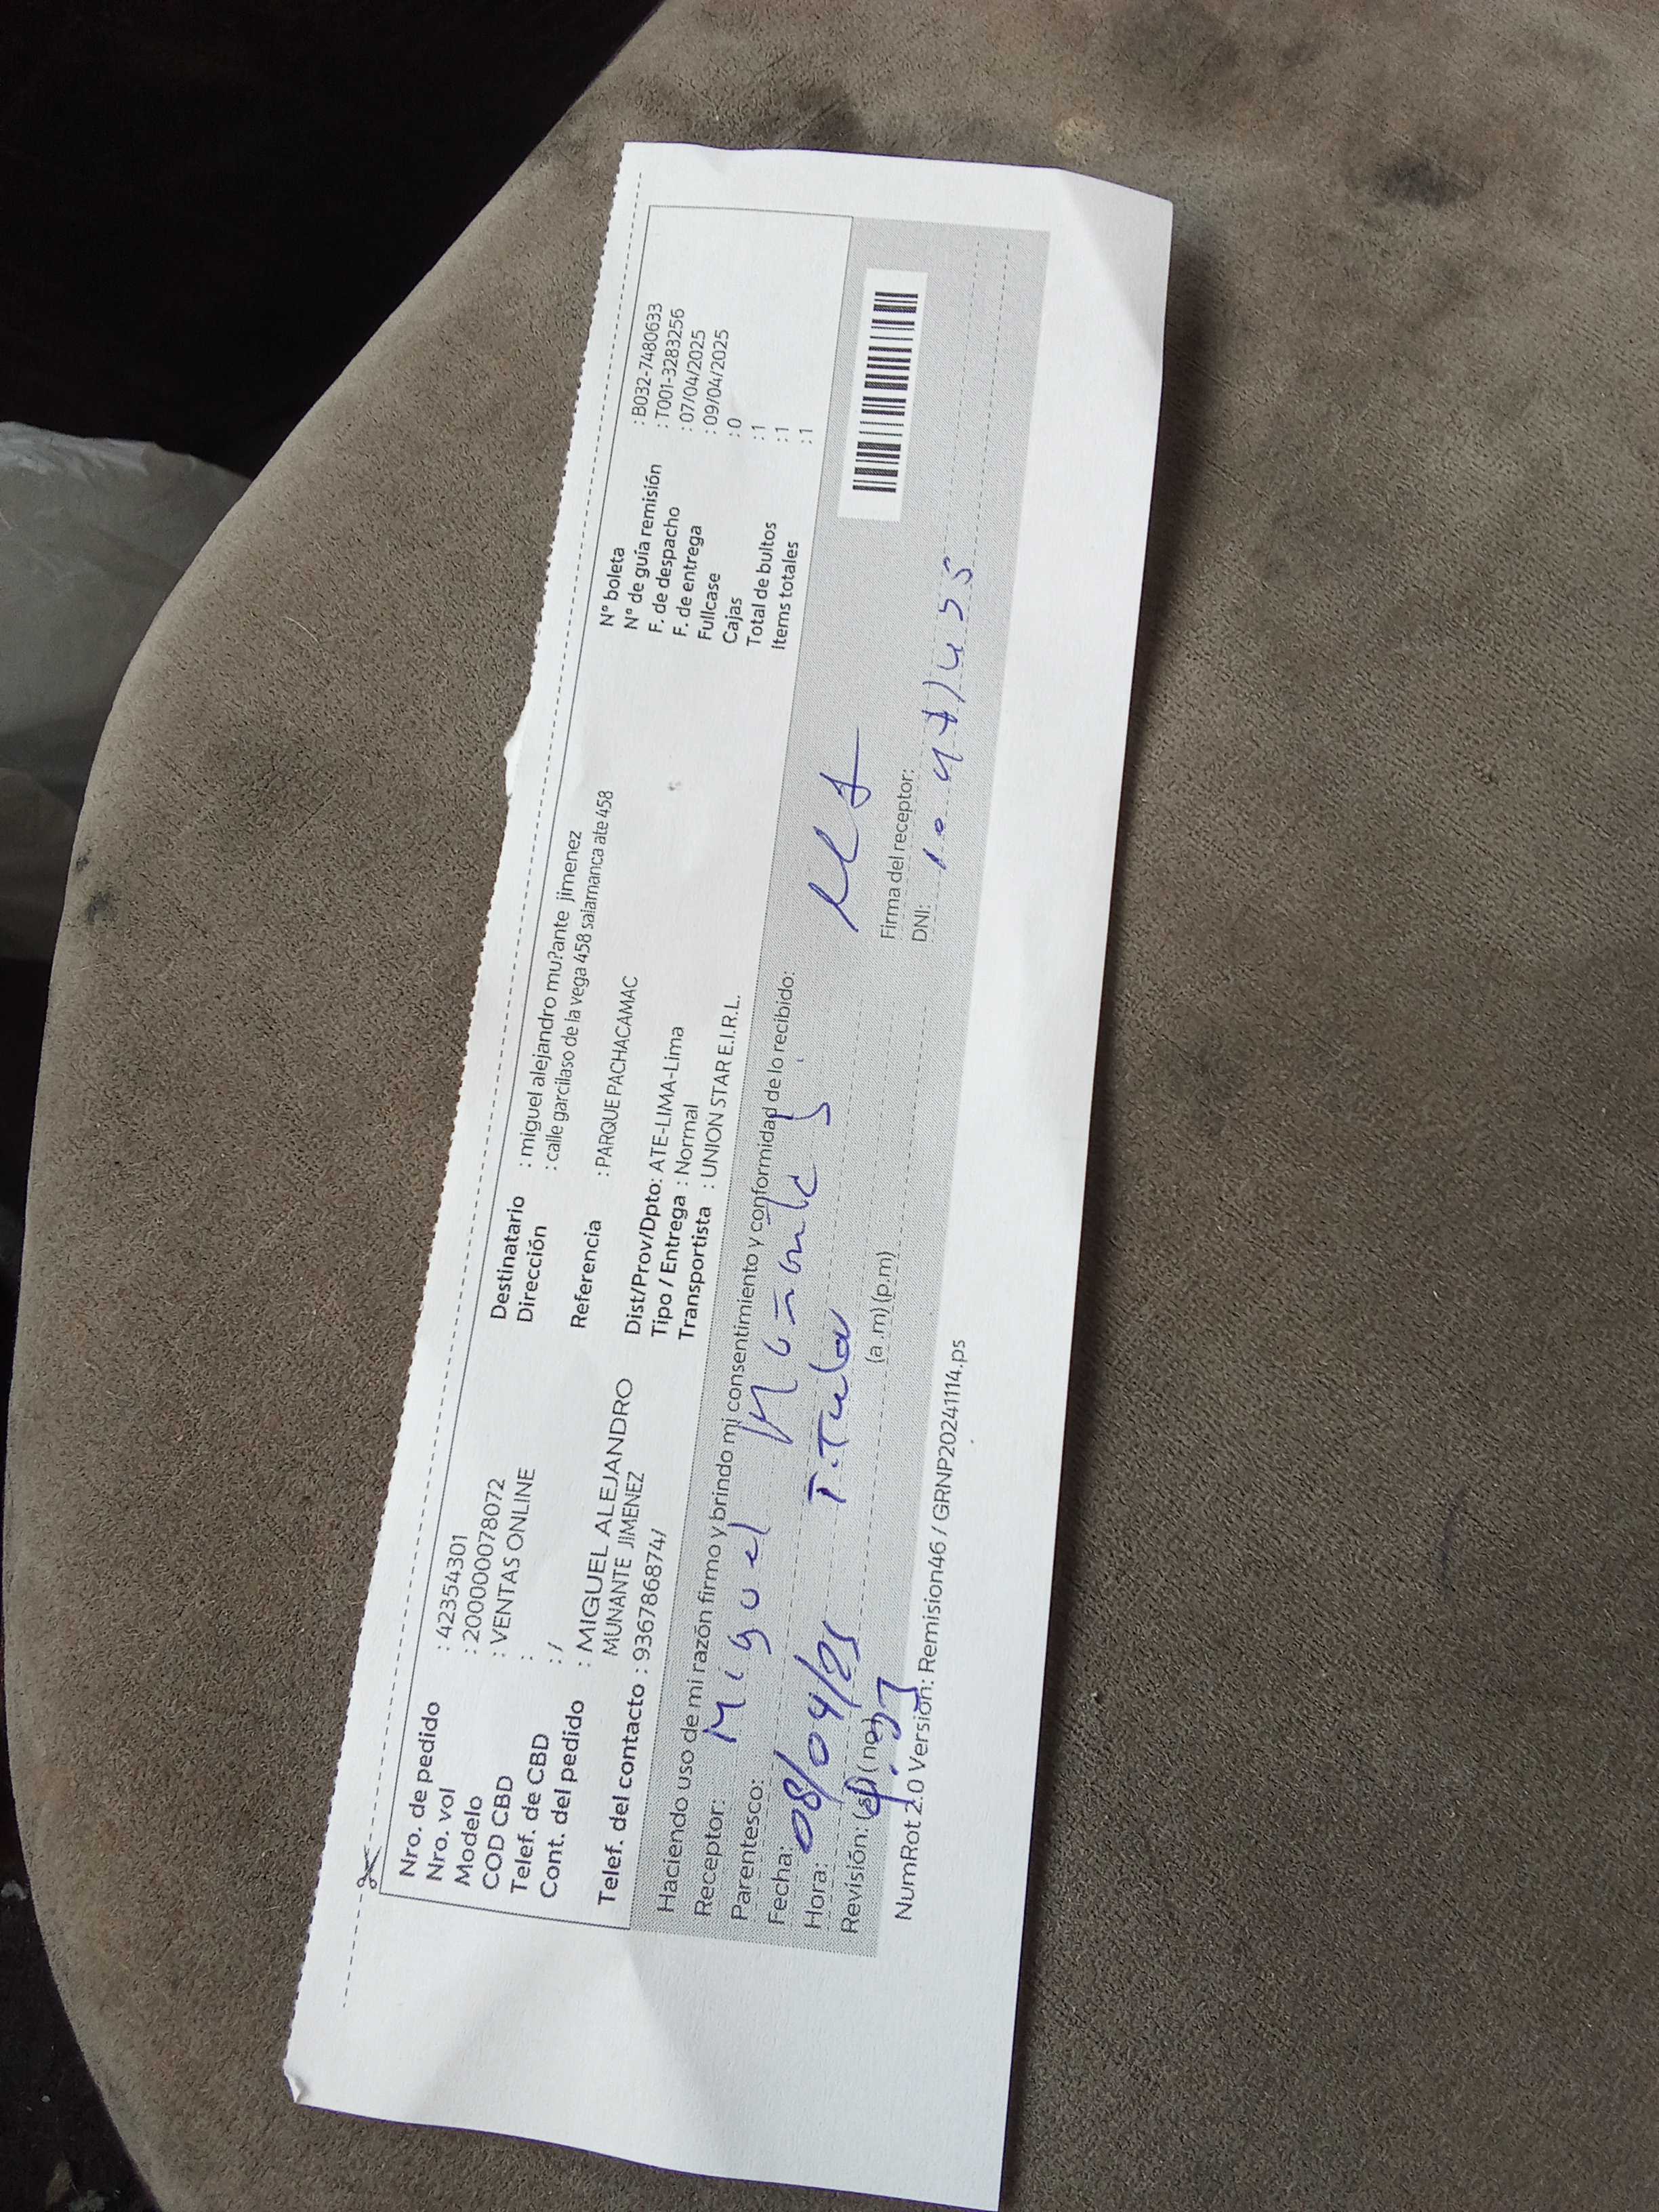 Nro. de pedido : 423544301
Nro. vol : 20000007807​2
Modelo : VENTAS ONLINE
COD CBD :
Telef. de CBD : /
Cont. del pedido : MIGUEL ALEJANDRO
MUNANTE JIMENEZ
Telef. del contacto : 936786874/
Destinatario : miguel alejandro mu?ante jimenez
Dirección : calle garcilaso de la vega 458 salamanca ate 458
Referencia : PARQUE PACHACAMAC
Dist/Prov/Dpto: ATE-LIMA-Lima
Tipo / Entrega : Normal
Transportista : UNION STAR E.I.R.L.
N° boleta : B032-7480633
N° de guía remisión : T001-3283256
F. de despacho : 07/04/2025
F. de entrega : 09/04/2025
Fullcase : 0
Cajas : 1
Total de bultos : 1
Items totales : 1
Haciendo uso de mi razón firmo y brindo mi consentimiento y conformidad de lo recibido:
Receptor: Miguel Muñante J.
Parentesco: Titular
Fecha: 08/04/25
Hora: (a.m) (p.m)
Revisión: (si) (no)
Firma del receptor:
DNI:
NumRot 2.0 Versión: Remision46 / GRNP20241114.ps